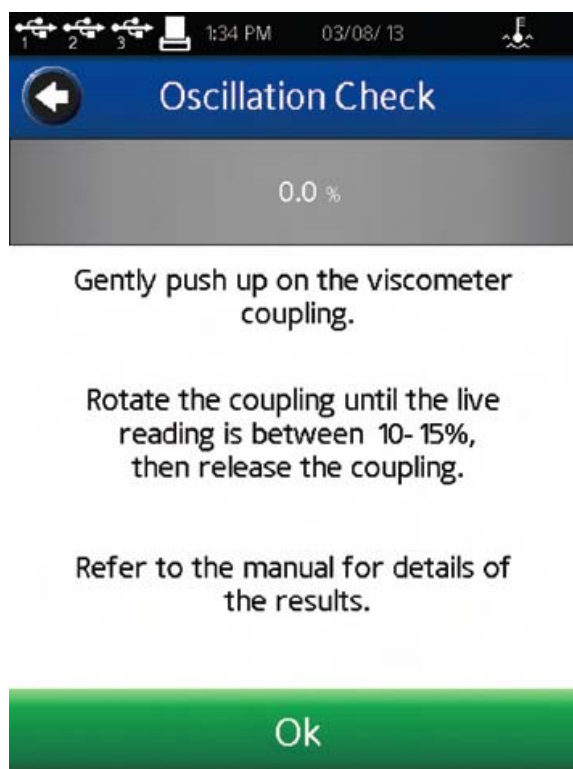 1 2 3 1:34 PM 03/08/ 13
Oscillation Check
0.0 %
Gently push up on the viscometer
coupling.
Rotate the coupling until the live
reading is between 10-15%,
then release the coupling.
Refer to the manual for details of
the results.
Ok